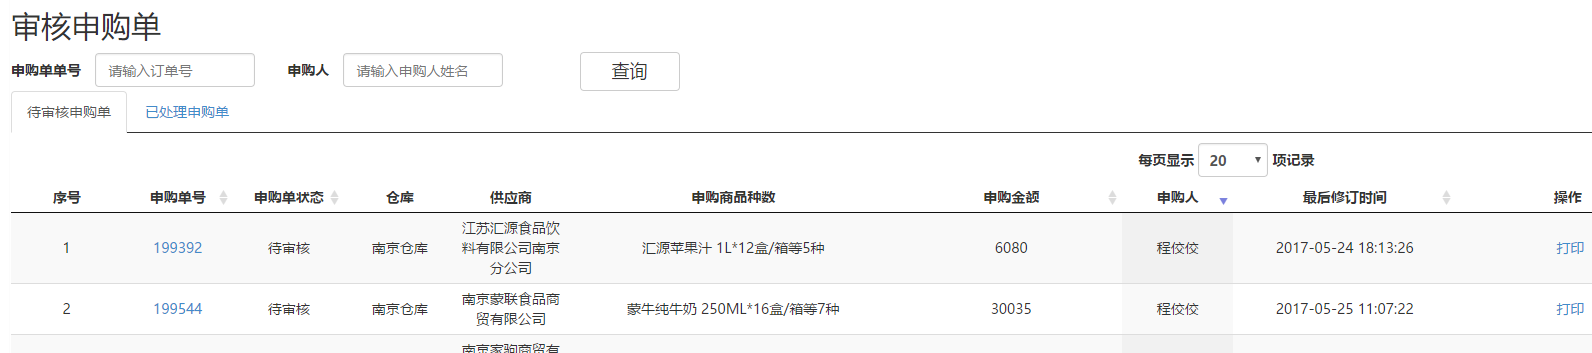 审核申购单
申购单单号 请输入订单号 申购人 请输入申购人姓名 查询
待审核申购单 已处理申购单
每页显示 20 项记录
序号 申购单号 申购单状态 仓库 供应商 申购商品种数 申购金额 申购人 最后修订时间 操作
江苏汇源食品饮
1 199392 待审核 南京仓库 料有限公司南京 汇源苹果汁 1L*12盒/箱等5种 6080 程佼佼 2017-05-24 18:13:26 打印
分公司
南京蒙联食品商
2 199544 待审核 南京仓库 贸有限公司 蒙牛纯牛奶 250ML*16盒/箱等7种 30035 程佼佼 2017-05-25 11:07:22 打印
南京家驹商贸有